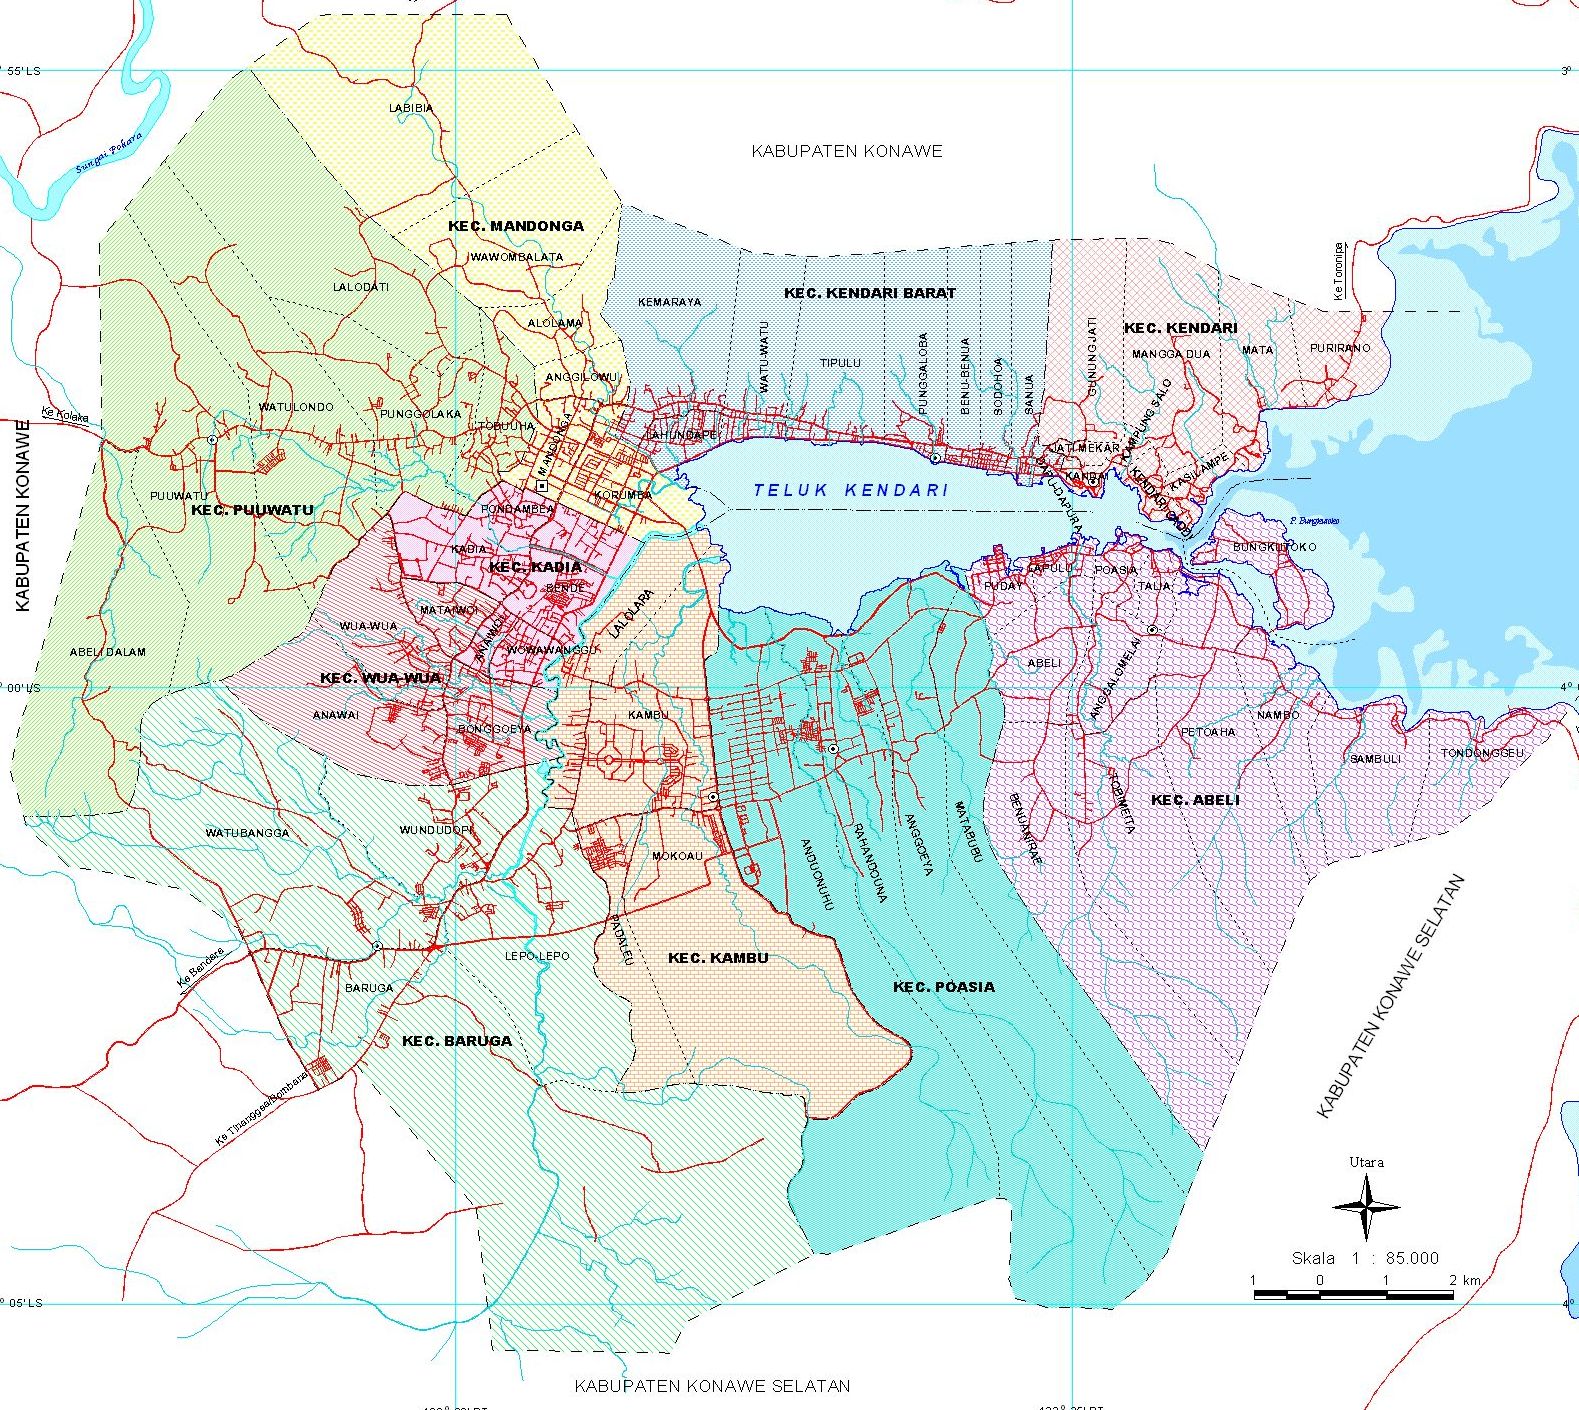 55' LS
3°
Sungai Pohara
LABIBIA
KABUPATEN KONAWE
KEC. MANDONGA
WAWOMBALATA
LALODATI
KEMARAYA
KEC. KENDARI BARAT
Ke Toronipa
ALOLAMA
KEC. KENDARI
WATU-WATU
TIPULU
PUNGGALOBA
BENU-BENUA
SODOHOA
SANUA
GUNUNG JATI
MANGGA DUA
MATA
PURIRANO
ANGGILOWU
KAMPUNG SALO
Ke Kolaka
WATULONDO
PUNGGOLAKA
TOBUUHA
MANDONGA
LAHUNDAPE
JATI MEKAR
KANDAI
KASILAMPE
KENDARI CADDI
DAPU-DAPURA
KABUPATEN KONAWE
PUUWATU
KEC. PUUWATU
KORUMBA
PONDAMBEA
TELUK KENDARI
P. Bungkutoko
BUNGKUTOKO
KADIA
KEC. KADIA
BENDE
LALOLARA
PUDAY
LAPULU
POASIA
TALIA
MATAIWOI
WUA-WUA
ANAIWOI
WOWAWANGGU
ABELI DALAM
KEC. WUA-WUA
ABELI
ANGGALOMELAI
00' LS
4°
ANAWAI
BONGGOEYA
KAMBU
PETOAHA
NAMBO
SAMBULI
TONDONGGEU
KEC. ABELI
BENUANIRAE
TOBIMEITA
WATUBANGGA
WUNDUDOPI
MOKOAU
ANDUONUHU
RAHANDOUNA
ANGGOEYA
MATABUBU
PADALEU
Ke Bandara
LEPO-LEPO
KEC. KAMBU
BARUGA
KEC. POASIA
KABUPATEN KONAWE SELATAN
KEC. BARUGA
Ke Tinanggea/Bombana
Utara
Skala 1 : 85.000
1 0 1 2 km
05' LS
4°
KABUPATEN KONAWE SELATAN